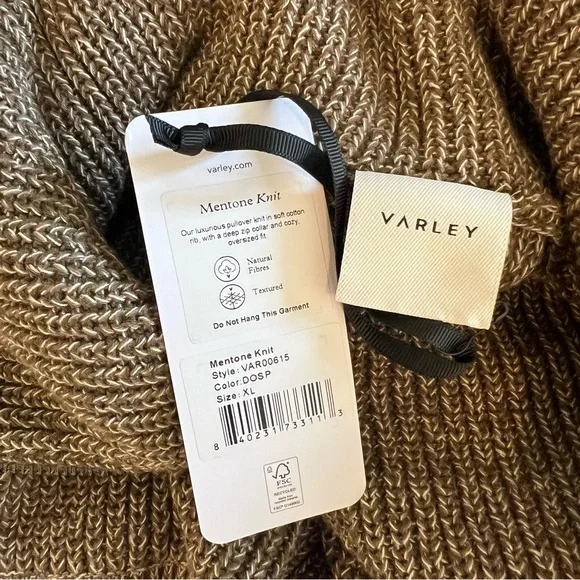 varley.com
Mentone Knit
Our luxurious pullover knit in soft cotton
rib, with a deep zip collar and cozy,
oversized fit.
Natural
Fibres
Textured
Do Not Hang This Garment
Mentone Knit
Style: VAR00615
Color:DOSP
Size: XL
8 40231 73311 3
FSC
RECYCLED
VARLEY